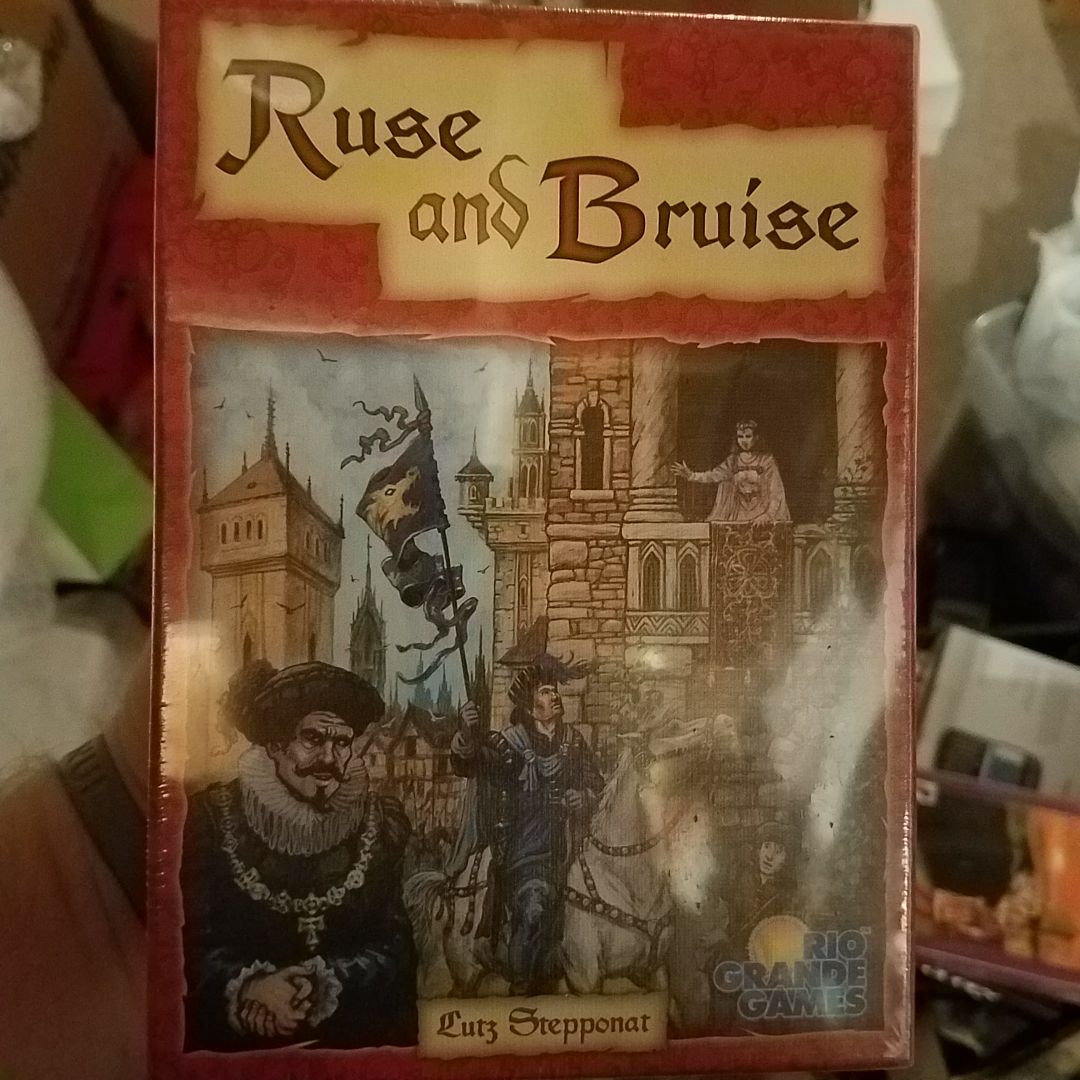 Ruse
and Bruise
RIO
GRANDE
GAMES
Lutz Stepponat